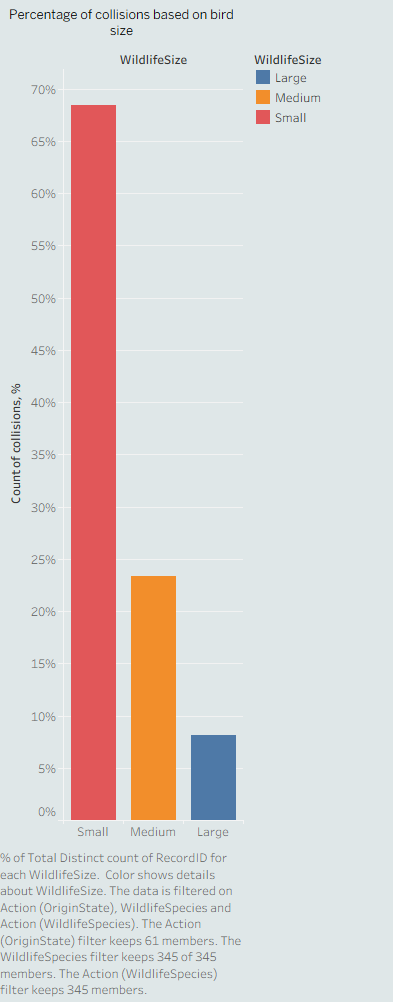 Percentage of collisions based on bird
size
WildlifeSize
WildlifeSize
Large
Medium
Small
70%
65%
60%
55%
50%
45%
40%
35%
30%
25%
20%
15%
10%
5%
0%
Count of collisions, %
Small Medium Large
% of Total Distinct count of RecordID for
each WildlifeSize.  Color shows details
about WildlifeSize. The data is filtered on
Action (OriginState), WildlifeSpecies and
Action (WildlifeSpecies). The Action
(OriginState) filter keeps 61 members. The
WildlifeSpecies filter keeps 345 of 345
members. The Action (WildlifeSpecies)
filter keeps 345 members.